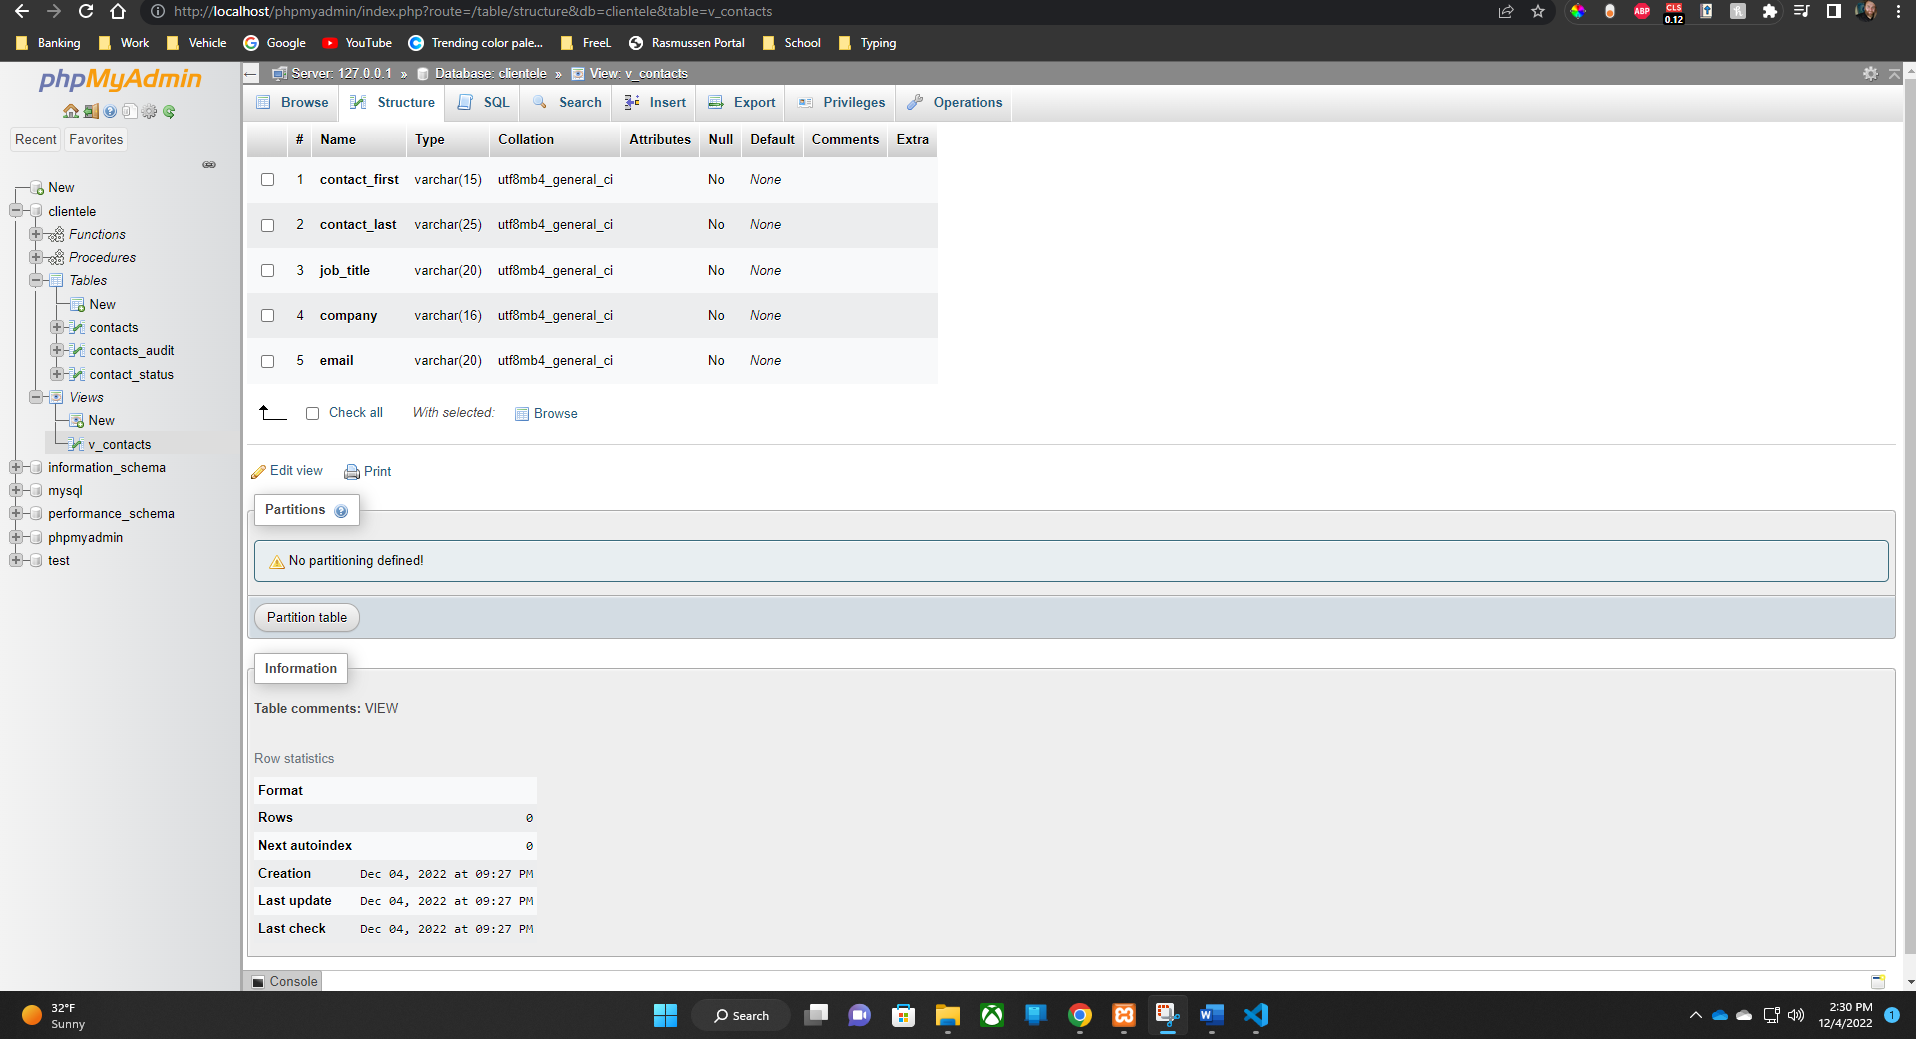 http://localhost/phpmyadmin/index.php?route=/table/structure&db=clientele&table=v_contacts
ABP
CLS
0.12
Banking
Work
Vehicle
Google
YouTube
Trending color pale...
FreeL
Rasmussen Portal
School
Typing
phpMyAdmin
Recent
Favorites
New
clientele
Functions
Procedures
Tables
New
contacts
contacts_audit
contact_status
Views
New
v_contacts
information_schema
mysql
performance_schema
phpmyadmin
test
Server: 127.0.0.1 » Database: clientele » View: v_contacts
Browse
Structure
SQL
Search
Insert
Export
Privileges
Operations
# Name Type Collation Attributes Null Default Comments Extra
1 contact_first varchar(15) utf8mb4_general_ci No None
2 contact_last varchar(25) utf8mb4_general_ci No None
3 job_title varchar(20) utf8mb4_general_ci No None
4 company varchar(16) utf8mb4_general_ci No None
5 email varchar(20) utf8mb4_general_ci No None
Check all With selected: Browse
Edit view Print
Partitions
No partitioning defined!
Partition table
Information
Table comments: VIEW
Row statistics
Format
Rows 0
Next autoindex 0
Creation Dec 04, 2022 at 09:27 PM
Last update Dec 04, 2022 at 09:27 PM
Last check Dec 04, 2022 at 09:27 PM
Console
32°F
Sunny
Search
W
2:30 PM
12/4/2022
1